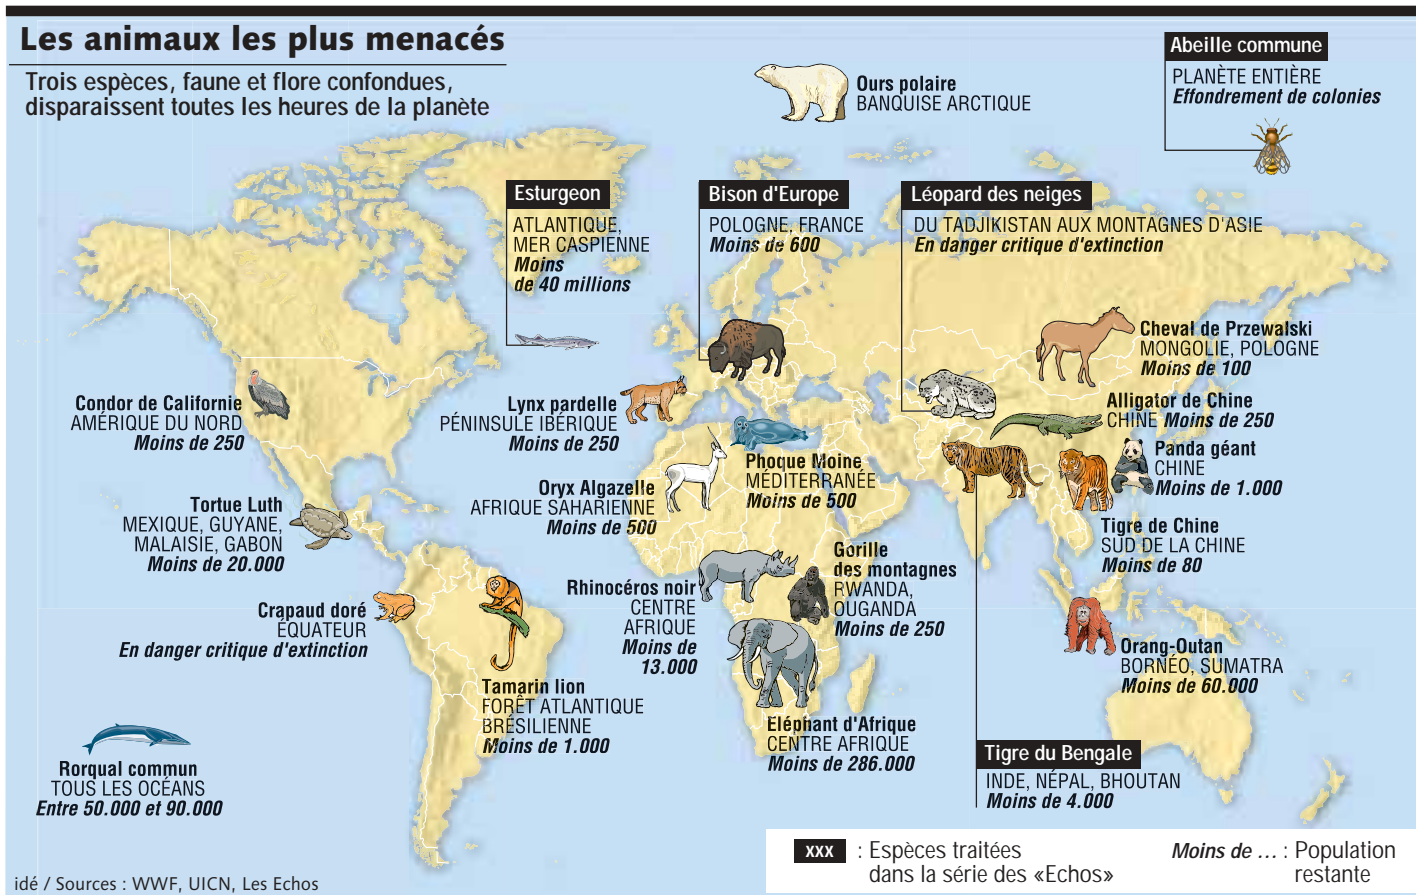 Les animaux les plus menacés
Trois espèces, faune et flore confondues,
disparaissent toutes les heures de la planète
Ours polaire
BANQUISE ARCTIQUE
Abeille commune
PLANÈTE ENTIÈRE
Effondrement de colonies
Esturgeon
ATLANTIQUE,
MER CASPIENNE
Moins
de 40 millions
Bison d'Europe
POLOGNE, FRANCE
Moins de 600
Léopard des neiges
DU TADJIKISTAN AUX MONTAGNES D'ASIE
En danger critique d'extinction
Cheval de Przewalski
MONGOLIE, POLOGNE
Moins de 100
Condor de Californie
AMÉRIQUE DU NORD
Moins de 250
Lynx pardelle
PÉNINSULE IBÉRIQUE
Moins de 250
Alligator de Chine
CHINE Moins de 250
Panda géant
CHINE
Moins de 1.000
Phoque Moine
MÉDITERRANÉE
Moins de 500
Oryx Algazelle
AFRIQUE SAHARIENNE
Moins de 500
Tortue Luth
MEXIQUE, GUYANE,
MALAISIE, GABON
Moins de 20.000
Tigre de Chine
SUD DE LA CHINE
Moins de 80
Gorille
des montagnes
RWANDA,
OUGANDA
Moins de 250
Rhinocéros noir
CENTRE
AFRIQUE
Moins de
13.000
Crapaud doré
ÉQUATEUR
En danger critique d'extinction
Orang-Outan
BORNÉO, SUMATRA
Moins de 60.000
Tamarin lion
FORÊT ATLANTIQUE
BRÉSILIENNE
Moins de 1.000
Eléphant d'Afrique
CENTRE AFRIQUE
Moins de 286.000
Tigre du Bengale
INDE, NÉPAL, BHOUTAN
Moins de 4.000
Rorqual commun
TOUS LES OCÉANS
Entre 50.000 et 90.000
xxx : Espèces traitées
dans la série des «Echos»
Moins de ... : Population
restante
idé / Sources : WWF, UICN, Les Echos